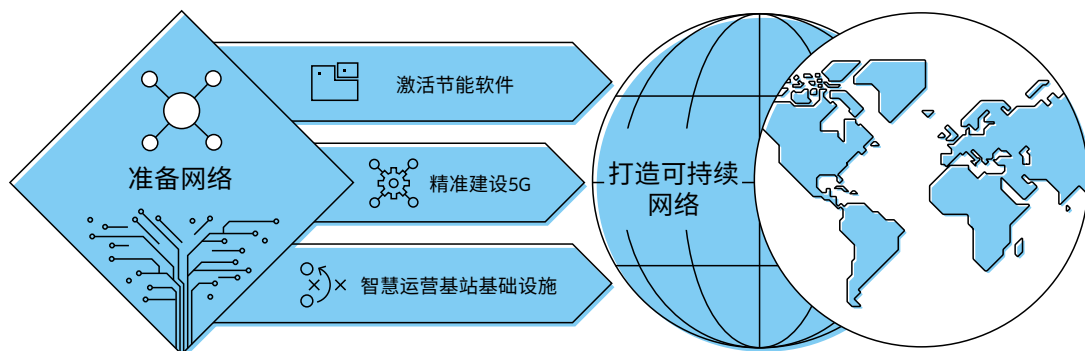 准备网络
激活节能软件
精准建设5G
智慧运营基站基础设施
打造可持续
网络